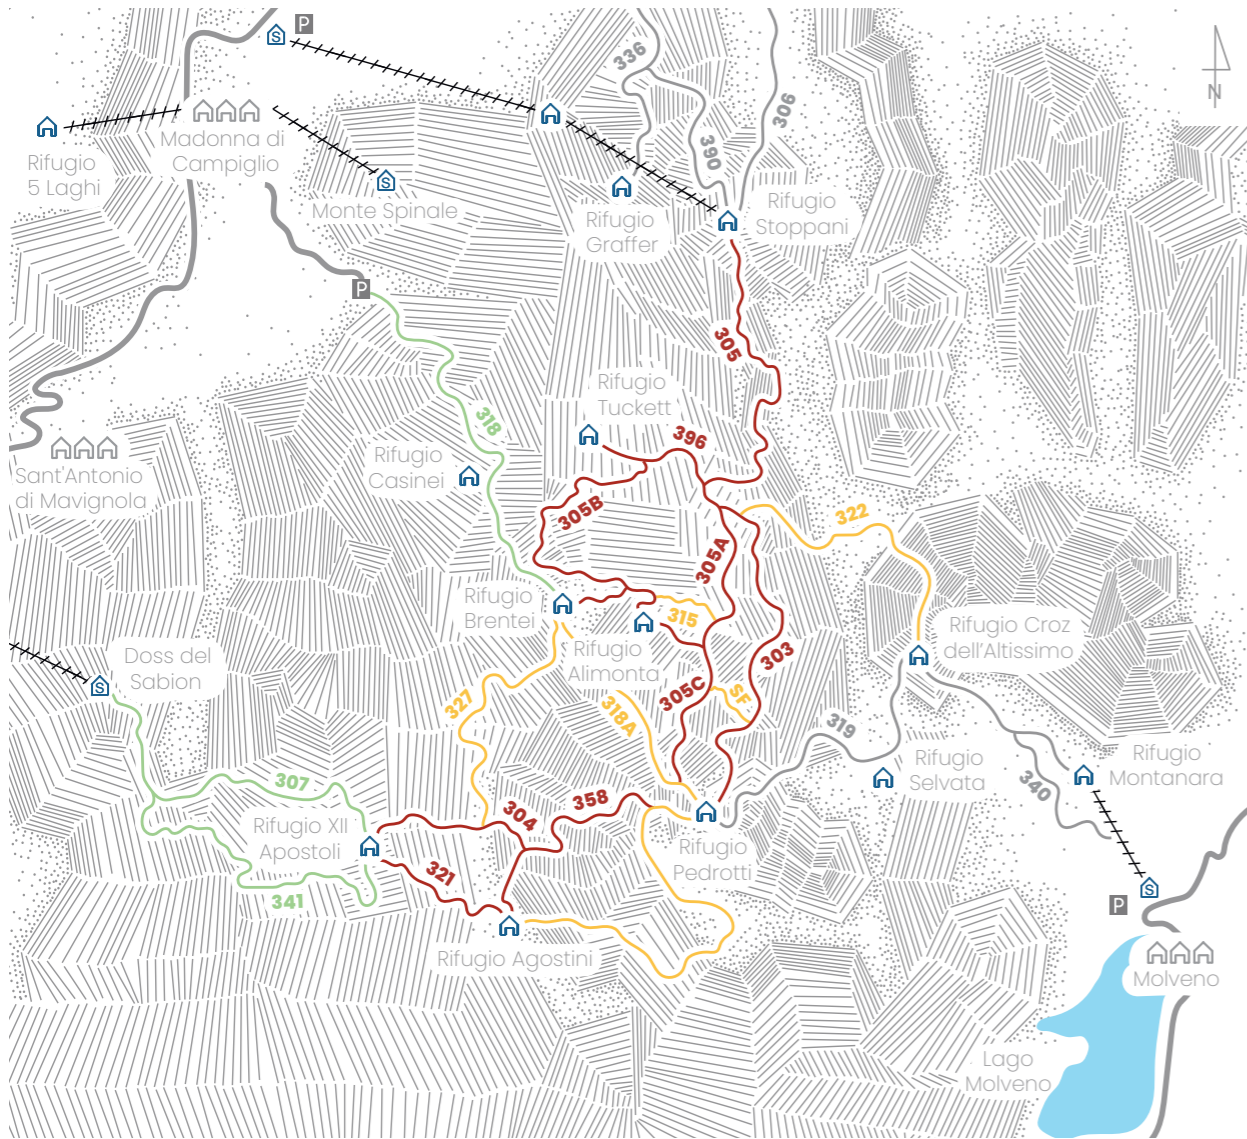 P
S
336
306
N
Madonna di
Campiglio
Rifugio
5 Laghi
390
S
Monte Spinale
Rifugio
Graffer
Rifugio
Stoppani
P
305
Rifugio
Tuckett
318
396
Rifugio
Casinei
Sant'Antonio
di Mavignola
305B
322
305A
Rifugio
Brentei
315
Rifugio Croz
dell'Altissimo
Rifugio
Alimonta
303
Doss del
Sabion
S
305C
SF
327
318A
319
Rifugio
Selvata
Rifugio
Montanara
340
307
358
304
Rifugio XII
Apostoli
Rifugio
Pedrotti
321
341
S
P
Rifugio Agostini
Molveno
Lago
Molveno